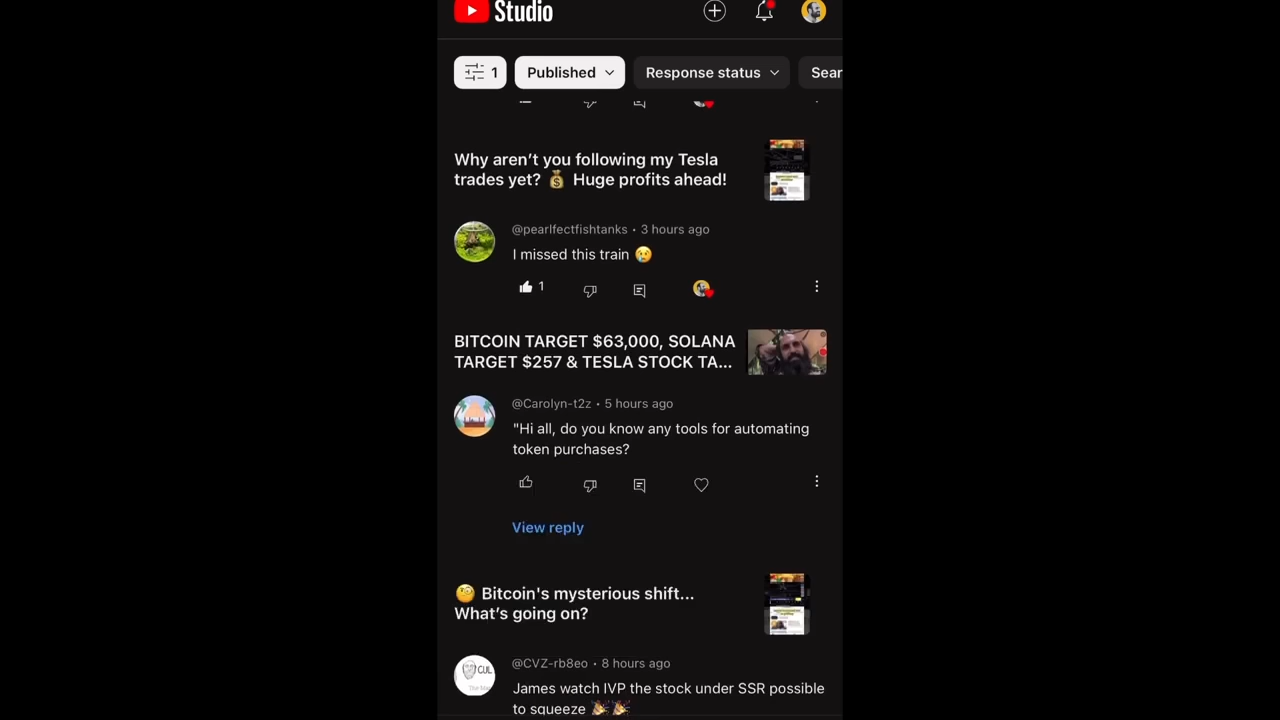 Studio
1
Published
Response status
Sear
Why aren’t you following my Tesla
trades yet? 💰 Huge profits ahead!
@pearlfectfishtanks • 3 hours ago
I missed this train 😢
1
BITCOIN TARGET $63,000, SOLANA
TARGET $257 & TESLA STOCK TA...
@Carolyn-t2z • 5 hours ago
"Hi all, do you know any tools for automating
token purchases?
View reply
🧐 Bitcoin's mysterious shift...
What’s going on?
@CVZ-rb8eo • 8 hours ago
CUL
James watch IVP the stock under SSR possible
to squeeze 🎉🎉